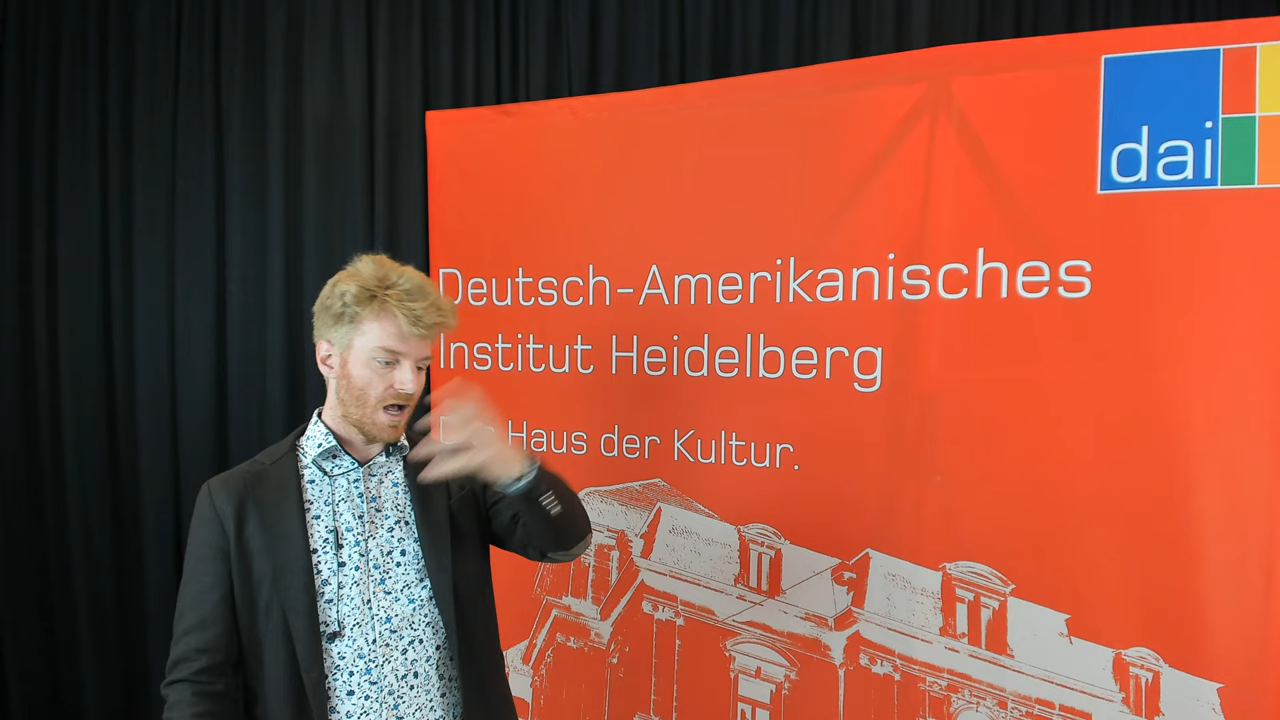 dai
Deutsch-Amerikanisches
Institut Heidelberg
Haus der Kultur.